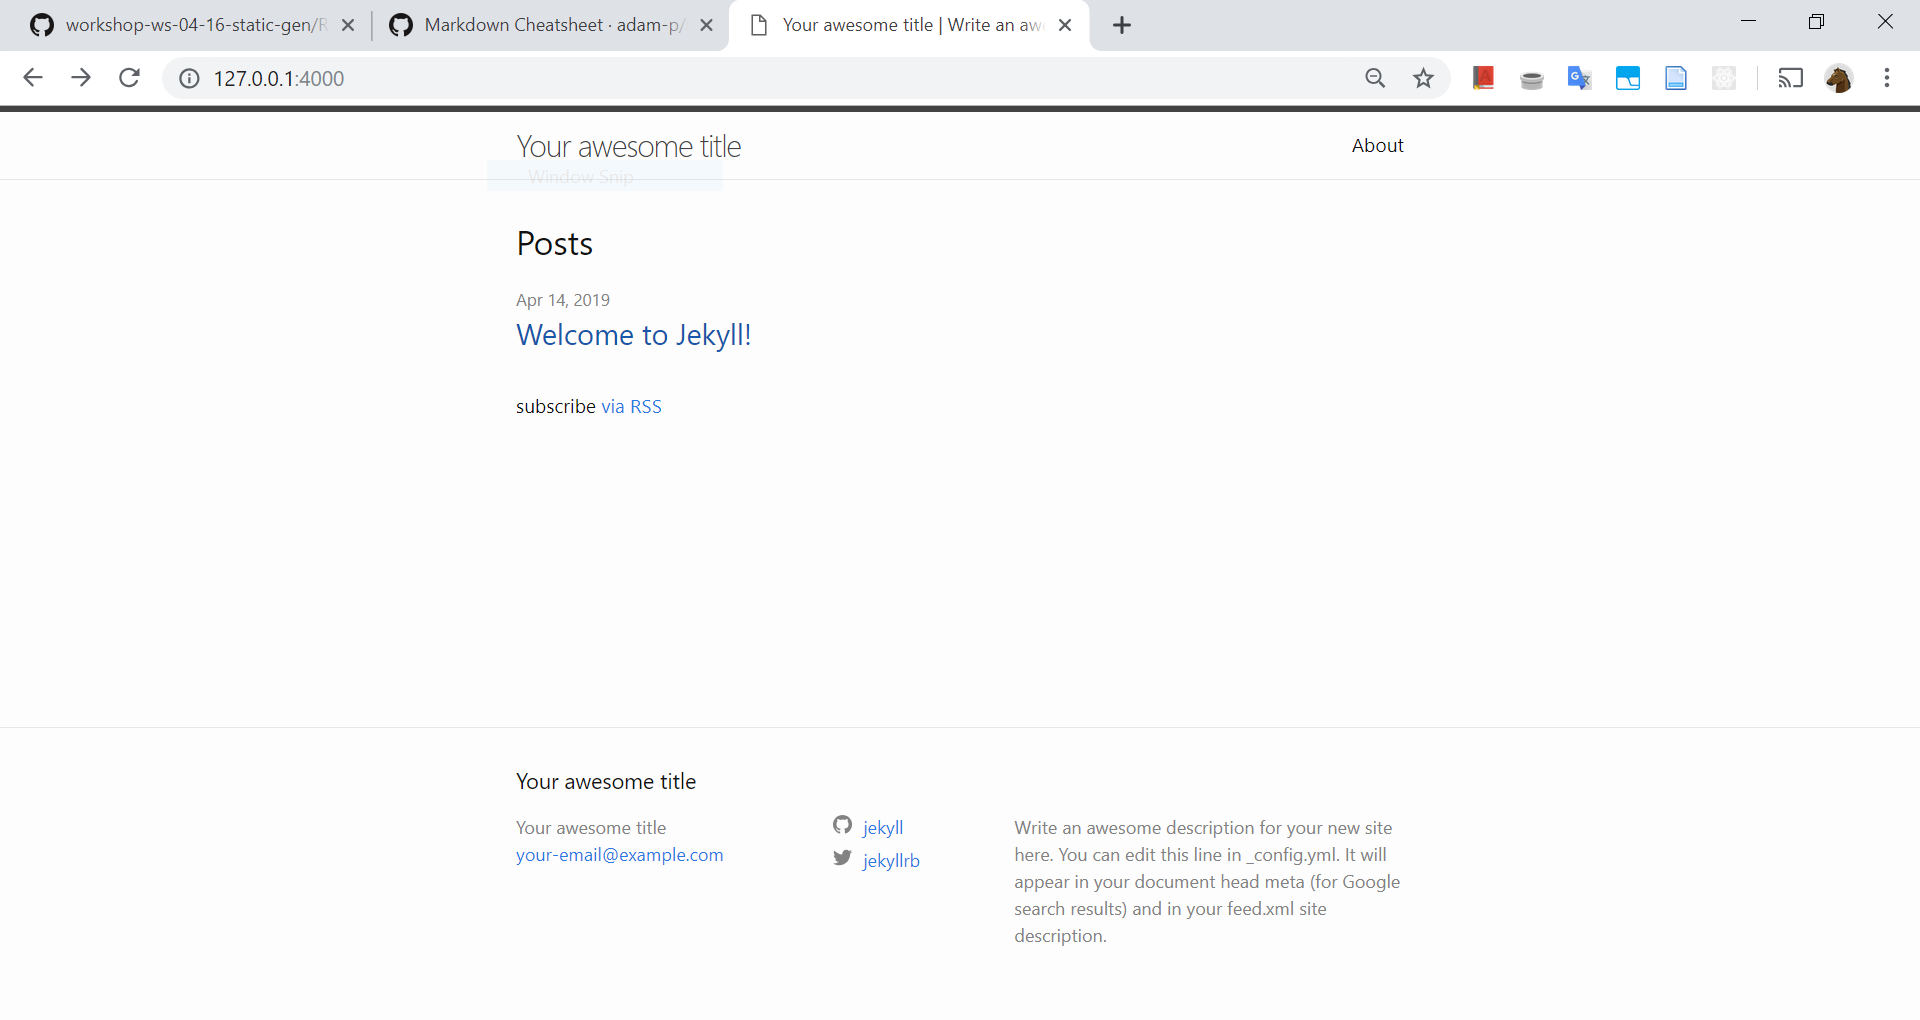 workshop-ws-04-16-static-gen/R
Markdown Cheatsheet · adam-p/
Your awesome title | Write an aw
127.0.0.1:4000
Your awesome title
About
Window Snip
Posts
Apr 14, 2019
Welcome to Jekyll!
subscribe via RSS
Your awesome title
Your awesome title
your-email@example.com
jekyll
jekyllrb
Write an awesome description for your new site
here. You can edit this line in _config.yml. It will
appear in your document head meta (for Google
search results) and in your feed.xml site
description.